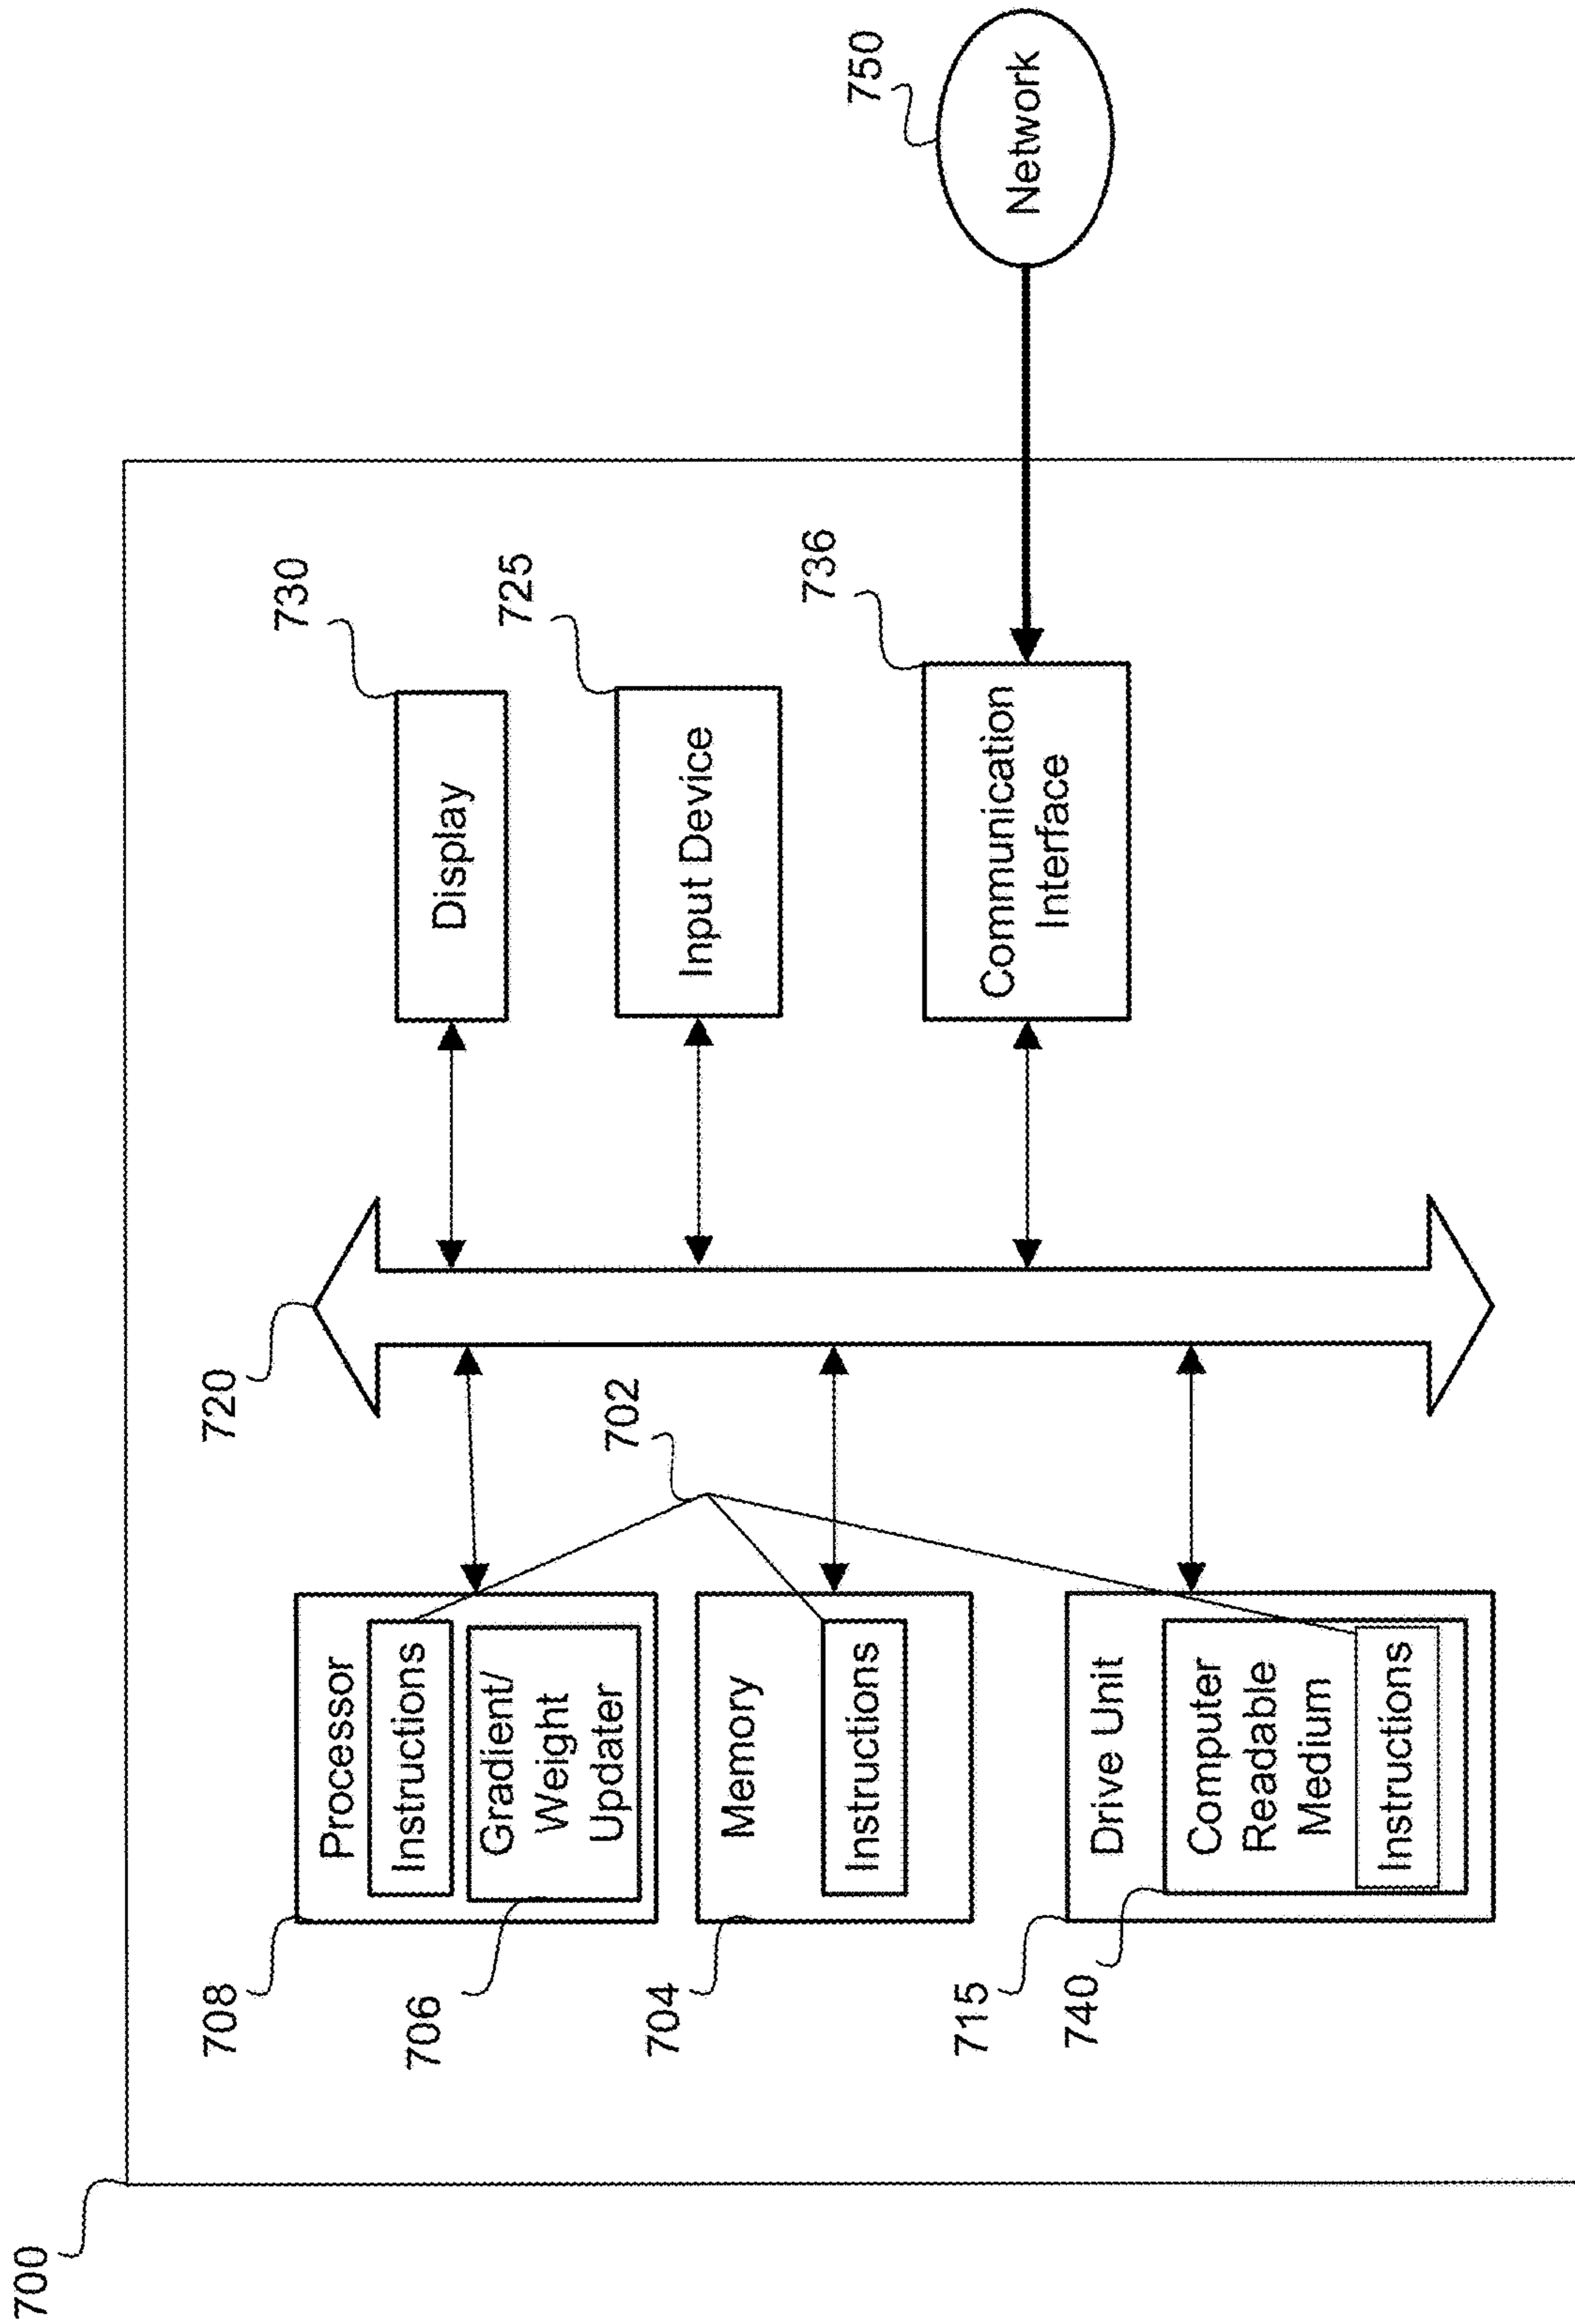 700
708
Processor
Instructions
706
Gradient/
Weight
Updater
704
Memory
Instructions
715
Drive Unit
740
Computer
Readable
Medium
Instructions
702
720
730
Display
725
Input Device
736
Communication
Interface
750
Network